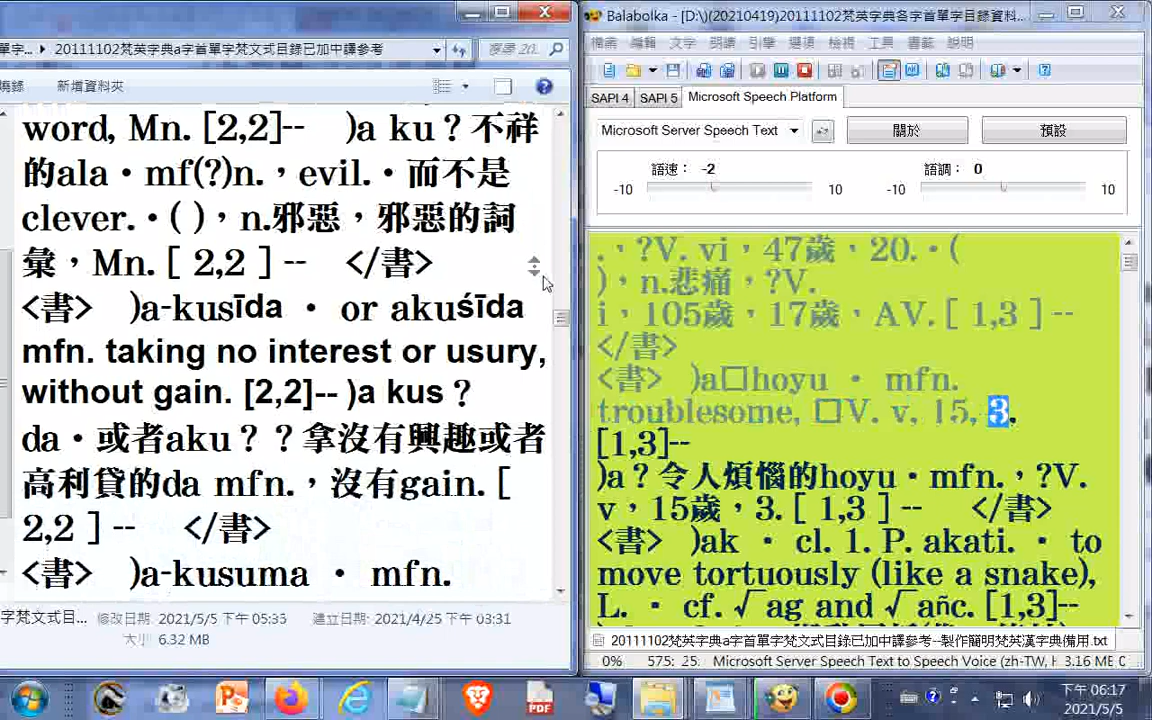 單字... ▸ 20111102梵英字典a字首單字梵文式目錄已加中譯參考
搜尋 20...
燒錄 新增資料夾
word, Mn. [2,2]-- )a ku？不祥
的ala‧mf(?)n.，evil.‧而不是
clever.‧( )，n.邪惡，邪惡的詞
彙，Mn. [ 2,2 ] -- </書>
<書> )a-kusīda ‧ or akuśīda
mfn. taking no interest or usury,
without gain. [2,2]-- )a kus？
da‧或者aku？？拿沒有興趣或者
高利貸的da mfn.，沒有gain. [
2,2 ] -- </書>
<書> )a-kusuma ‧ mfn.
字梵文式目... 修改日期: 2021/5/5 下午 05:33 建立日期: 2021/4/25 下午 03:31
大小: 6.32 MB
Balabolka - [D:\)(20210419)20111102梵英字典各字首單字目錄資料...
檔案 編輯 文字 朗讀 引擎 選項 檢視 工具 書籤 說明
SAPI 4 SAPI 5 Microsoft Speech Platform
Microsoft Server Speech Text 關於 預設
語速： -2 語調： 0
-10 10 -10 10
.，?V. vi，47歲，20.‧(
)，n.悲痛，?V.
i，105歲，17歲，AV. [ 1,3 ] --
</書>
<書> )a□hoyu ‧ mfn.
troublesome, □V. v, 15, 3.
[1,3]--
)a？令人煩惱的hoyu‧mfn.，?V.
v，15歲，3. [ 1,3 ] -- </書>
<書> )ak ‧ cl. 1. P. akati. ‧ to
move tortuously (like a snake),
L. ‧ cf. √ag and √añc. [1,3]--
20111102梵英字典a字首單字梵文式目錄已加中譯參考--製作簡明梵英漢字典備用.txt
0% 575: 25: Microsoft Server Speech Text to Speech Voice (zh-TW, H 3.16 ME
下午 06:17
2021/5/5